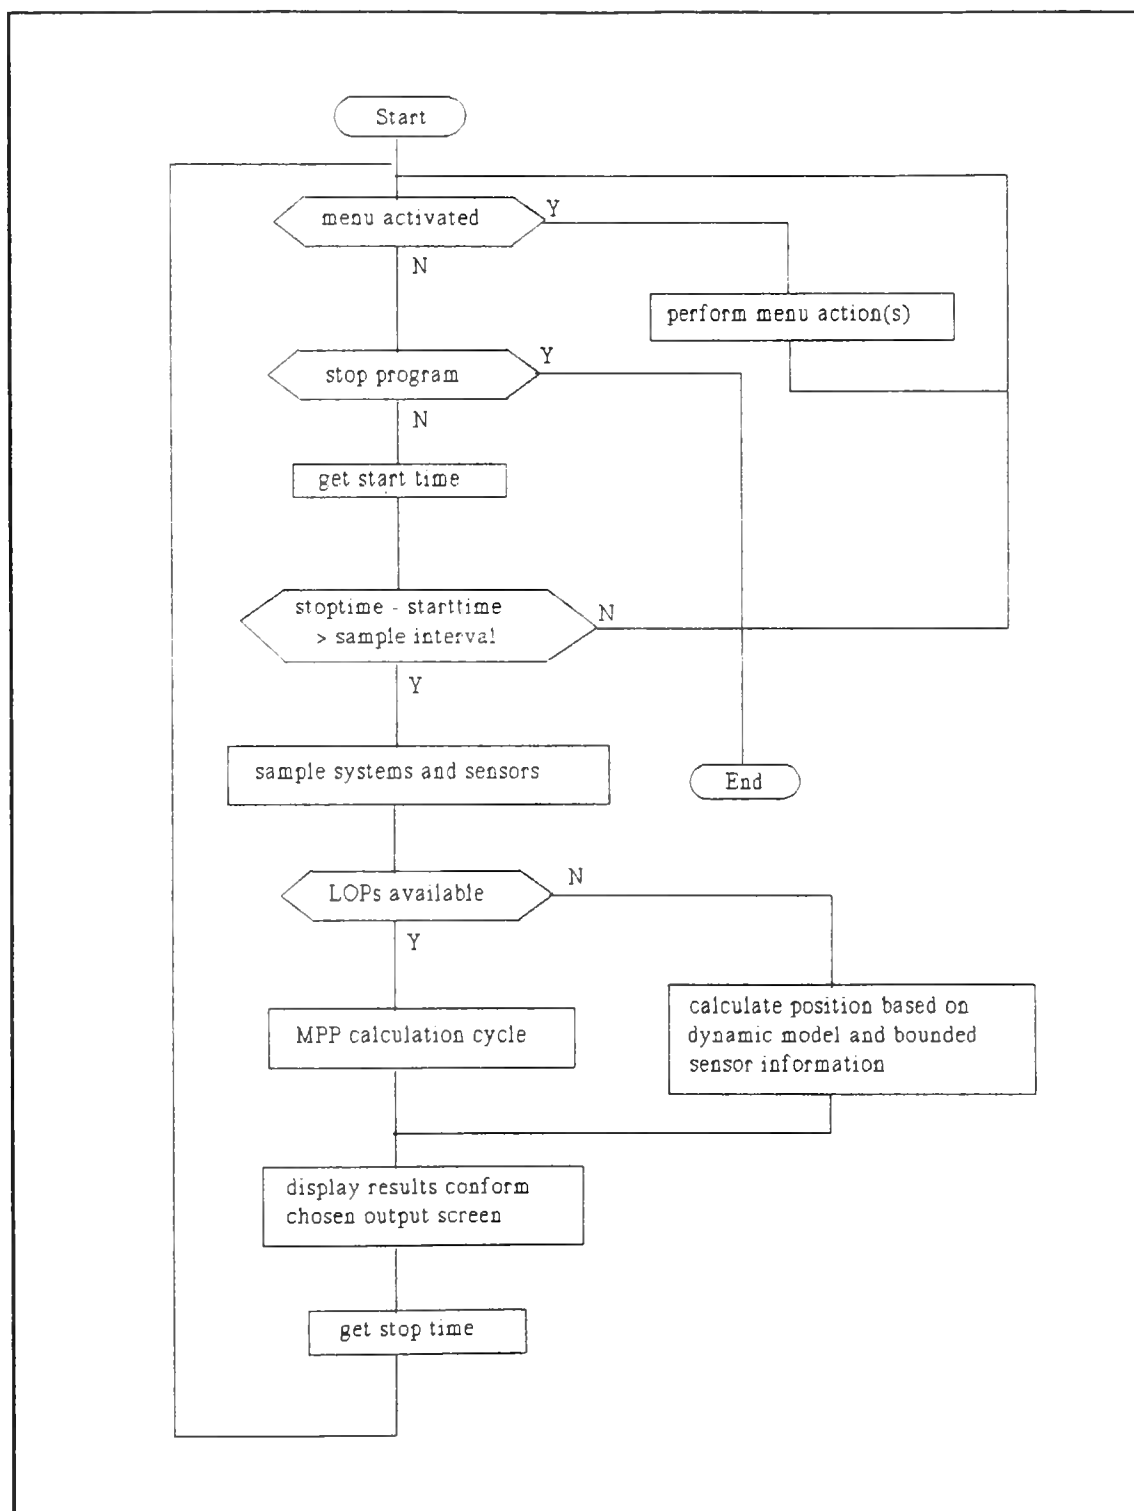 Start
menu activated
Y
N
perform menu action(s)
stop program
Y
N
get start time
stoptime - starttime
> sample interval
N
Y
sample systems and sensors
End
LOPs available
N
Y
MPP calculation cycle
calculate position based on
dynamic model and bounded
sensor information
display results conform
chosen output screen
get stop time